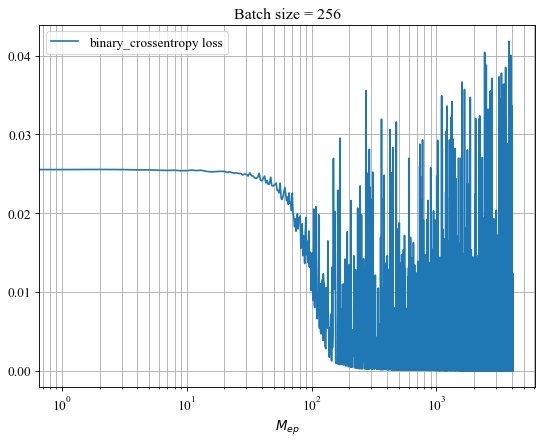 Batch size = 256
binary_crossentropy loss
0.04
0.03
0.02
0.01
0.00
10⁰ 10¹ 10² 10³
M_ep